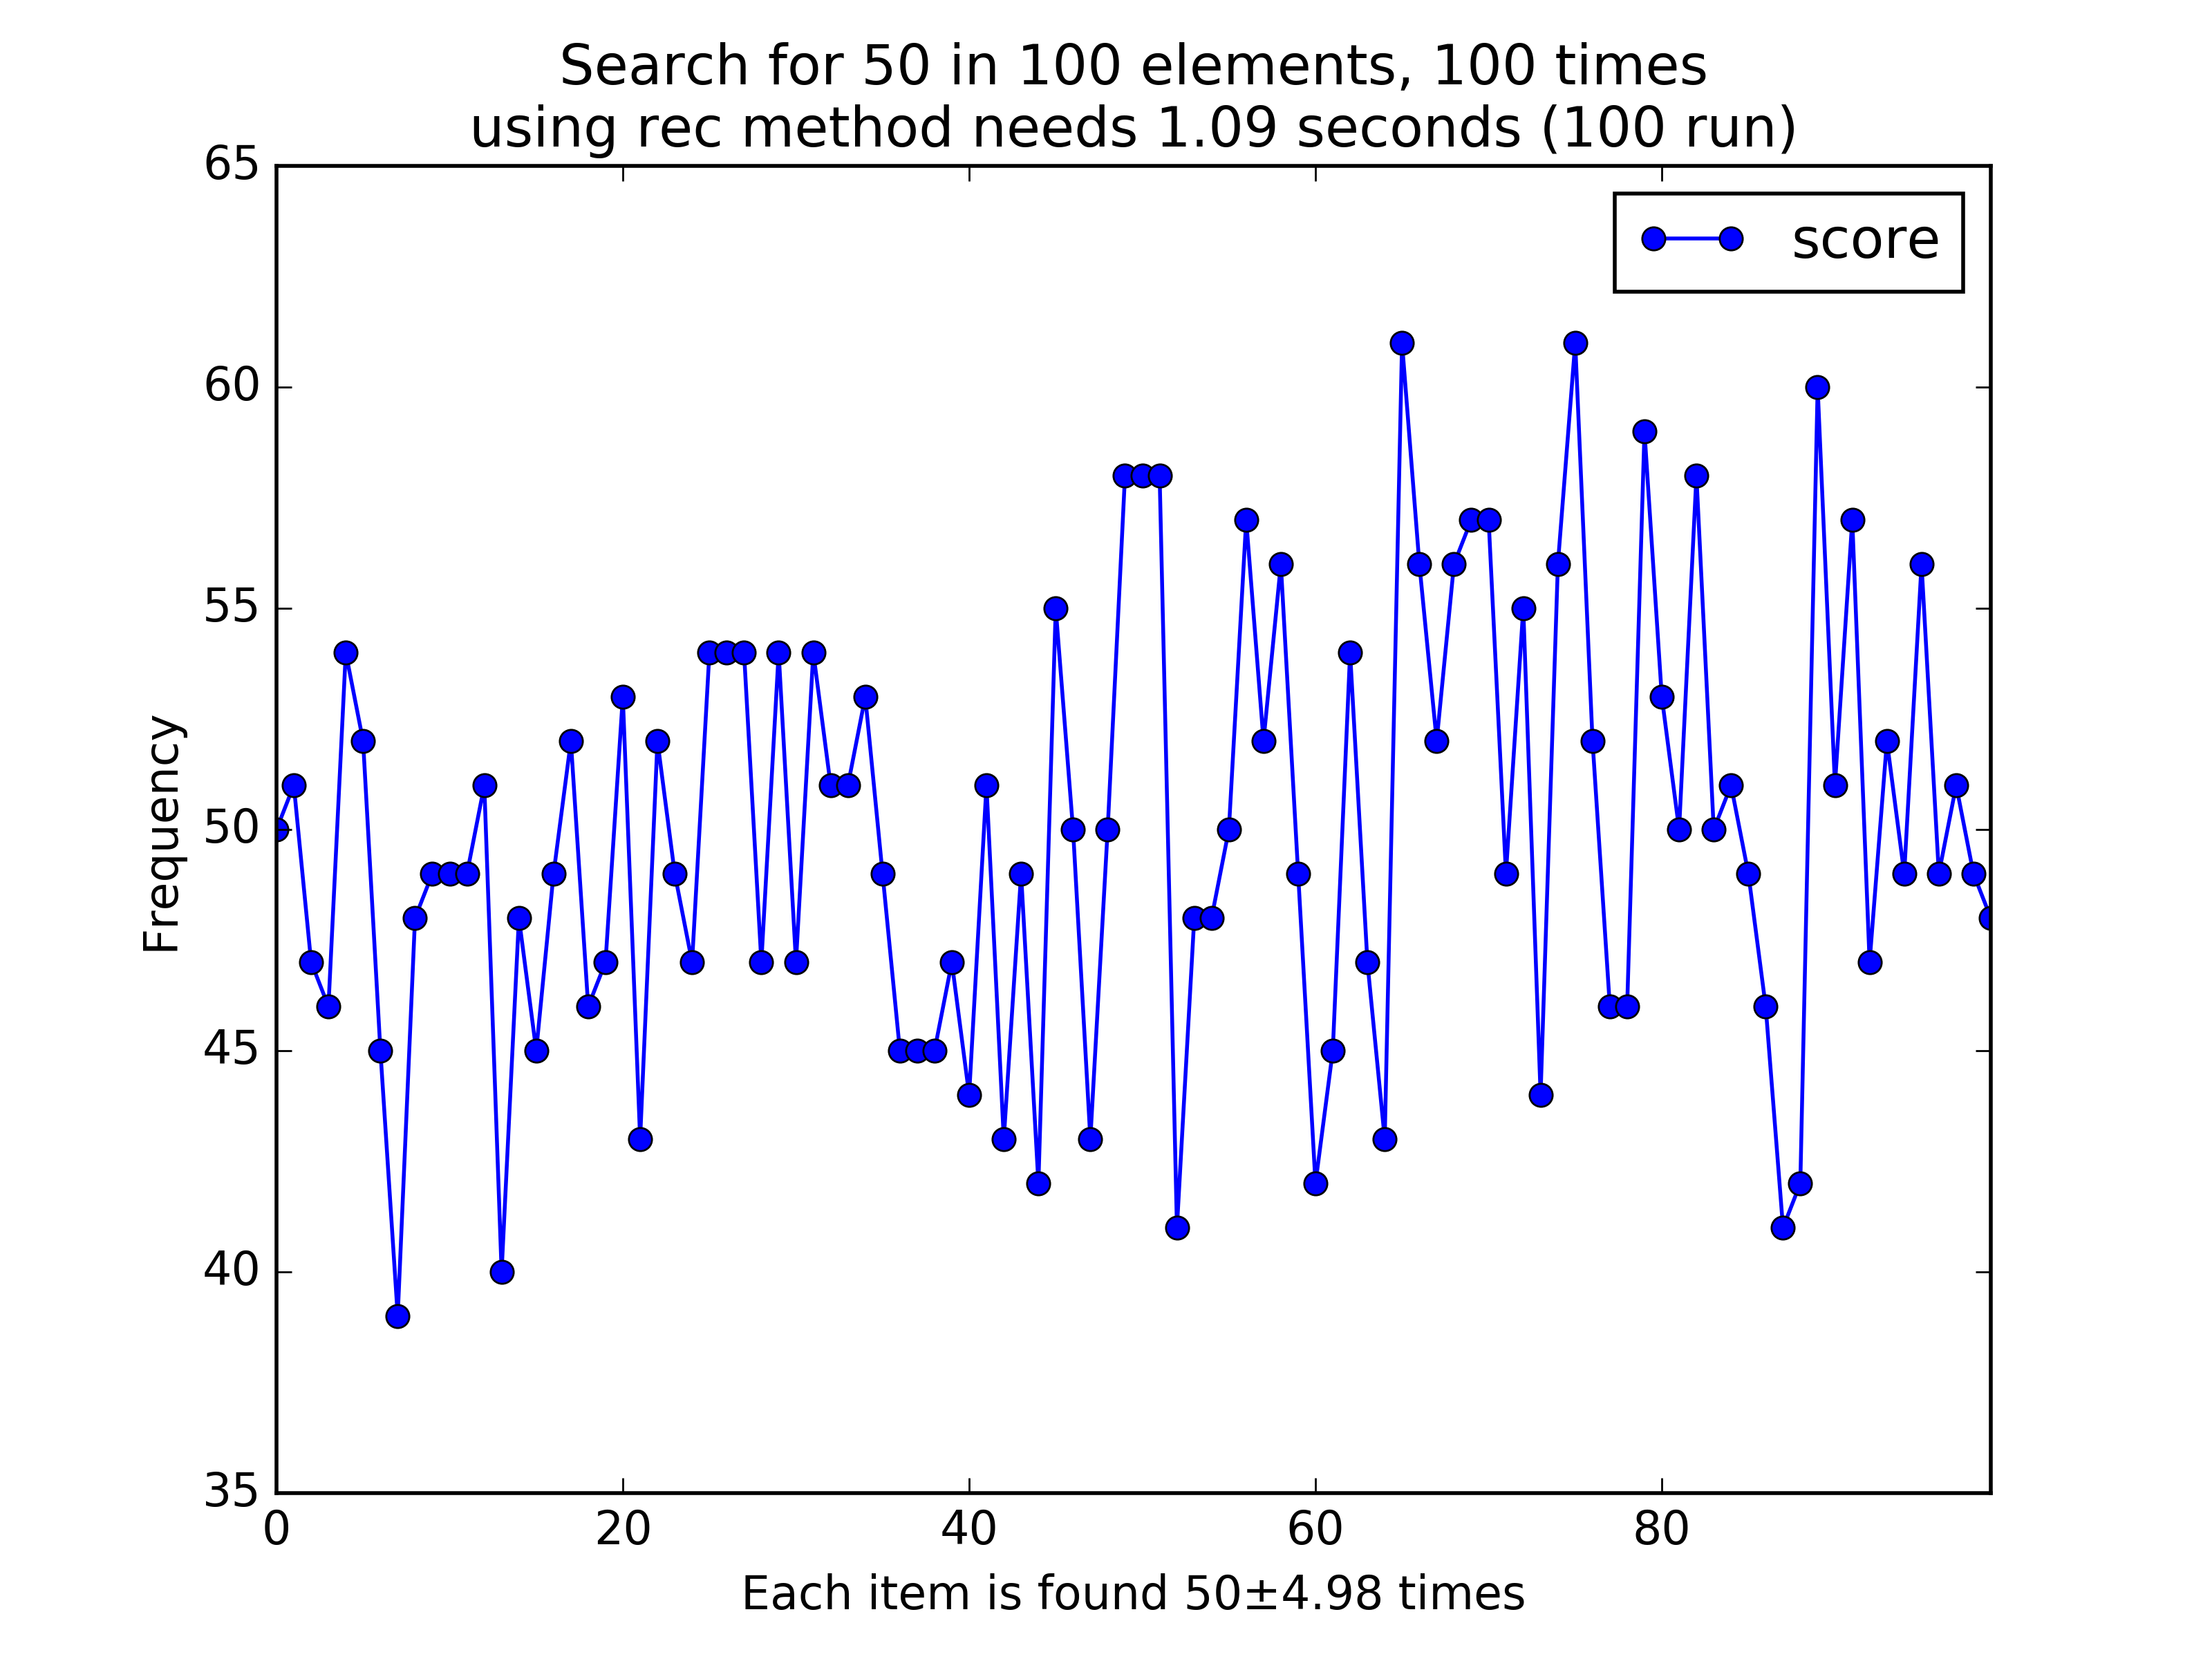 Search for 50 in 100 elements, 100 times
using rec method needs 1.09 seconds (100 run)
65
score
60
55
50
45
40
35
Frequency
0 20 40 60 80
Each item is found 50±4.98 times